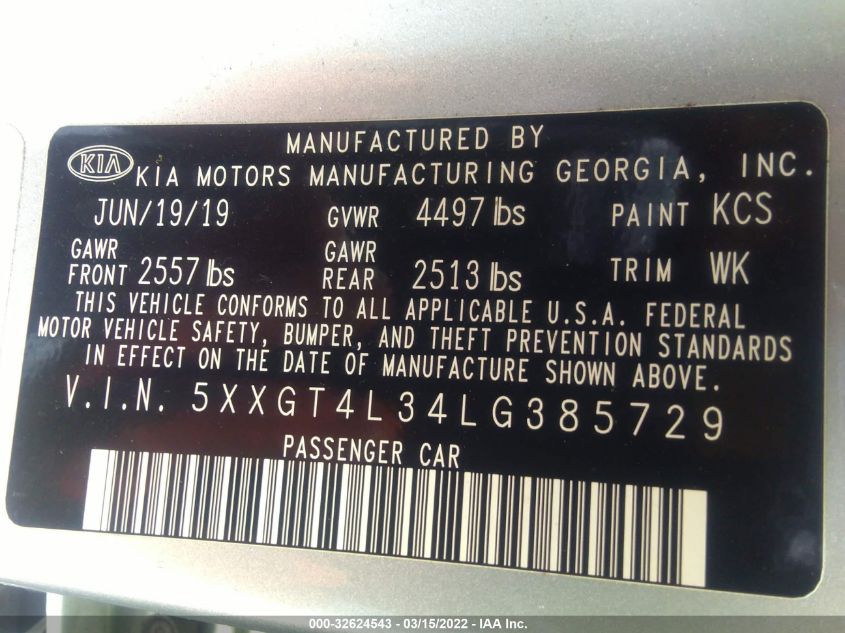 MANUFACTURED BY
KIA KIA MOTORS MANUFACTURING GEORGIA, INC.
JUN/19/19 GVWR 4497 lbs PAINT KCS
GAWR FRONT 2557 lbs GAWR REAR 2513 lbs TRIM WK
THIS VEHICLE CONFORMS TO ALL APPLICABLE U.S.A. FEDERAL
MOTOR VEHICLE SAFETY, BUMPER, AND THEFT PREVENTION STANDARDS
IN EFFECT ON THE DATE OF MANUFACTURE SHOWN ABOVE.
V.I.N. 5XXGT4L34LG385729
PASSENGER CAR
000-32624543 - 03/15/2022 - IAA Inc.